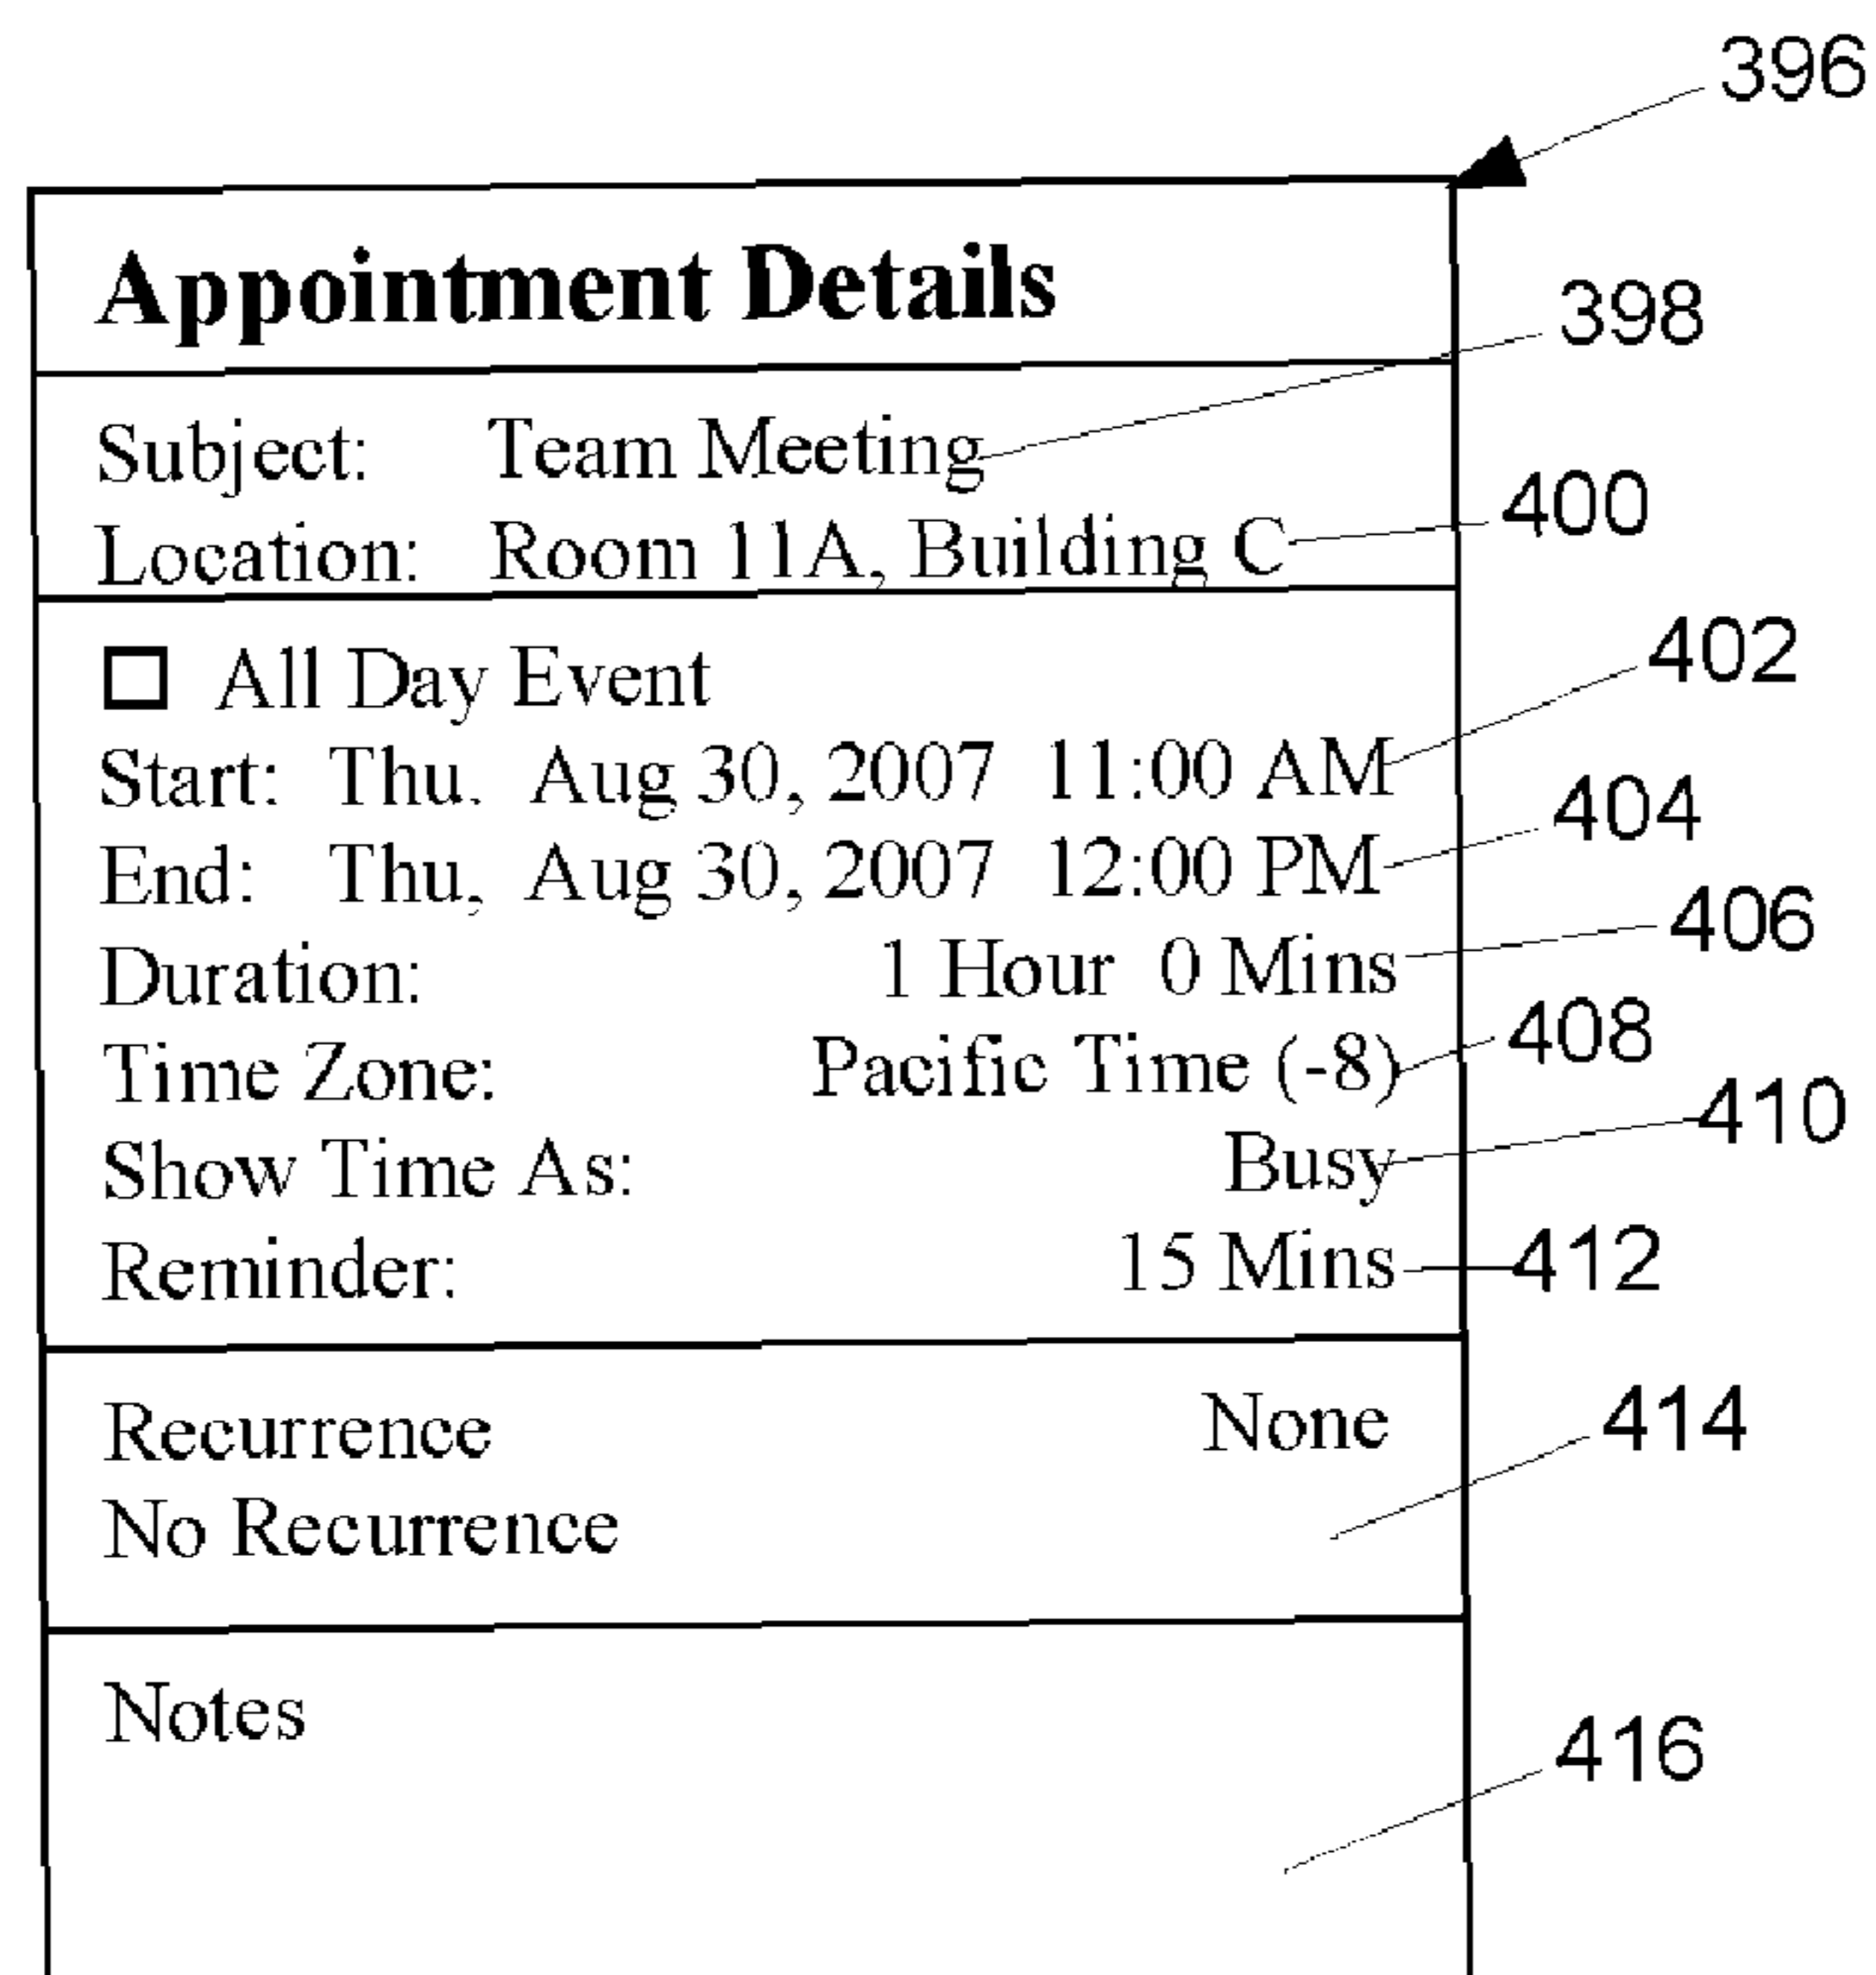 396
Appointment Details
398
Subject: Team Meeting
400
Location: Room 11A, Building C
All Day Event
402
Start: Thu. Aug 30, 2007 11:00 AM
404
End: Thu, Aug 30, 2007 12:00 PM
406
Duration: 1 Hour 0 Mins
408
Time Zone: Pacific Time (-8)
410
Show Time As: Busy
Reminder: 15 Mins 412
Recurrence None 414
No Recurrence
Notes
416